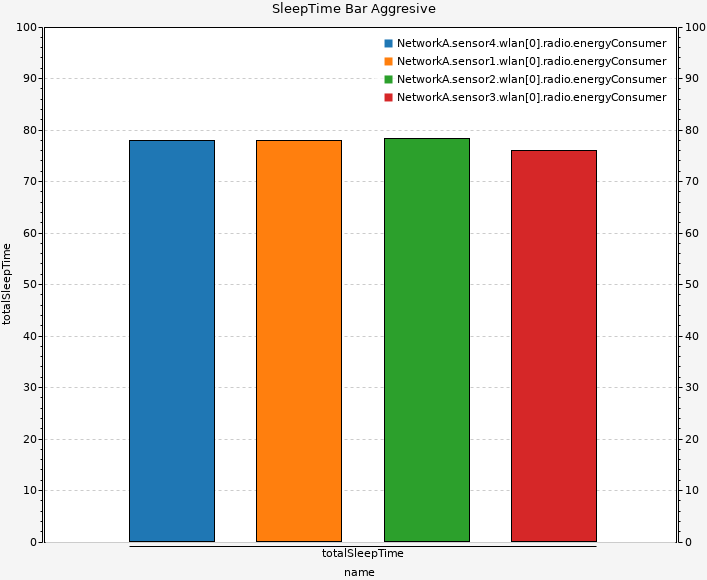 SleepTime Bar Aggresive
NetworkA.sensor4.wlan[0].radio.energyConsumer
NetworkA.sensor1.wlan[0].radio.energyConsumer
NetworkA.sensor2.wlan[0].radio.energyConsumer
NetworkA.sensor3.wlan[0].radio.energyConsumer
totalSleepTime
100 100
90 90
80 80
70 70
60 60
50 50
40 40
30 30
20 20
10 10
0 0
totalSleepTime
name